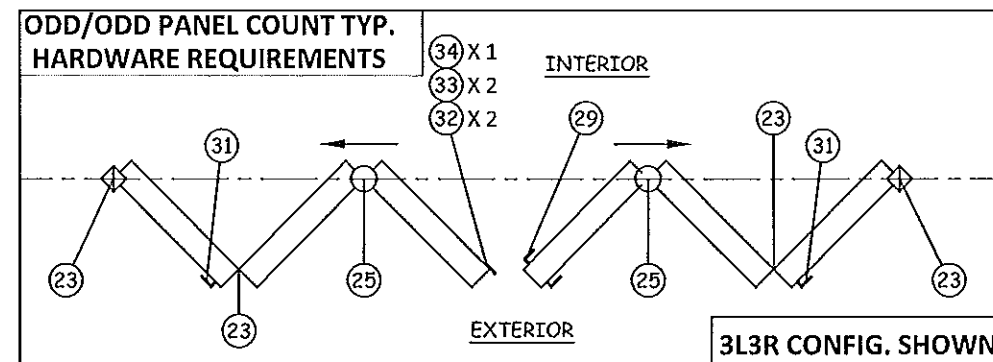 ODD/ODD PANEL COUNT TYP.
HARDWARE REQUIREMENTS
34 X 1
33 X 2
32 X 2
INTERIOR
29
23
31
31
23
25
25
23
23
EXTERIOR
3L3R CONFIG. SHOWN